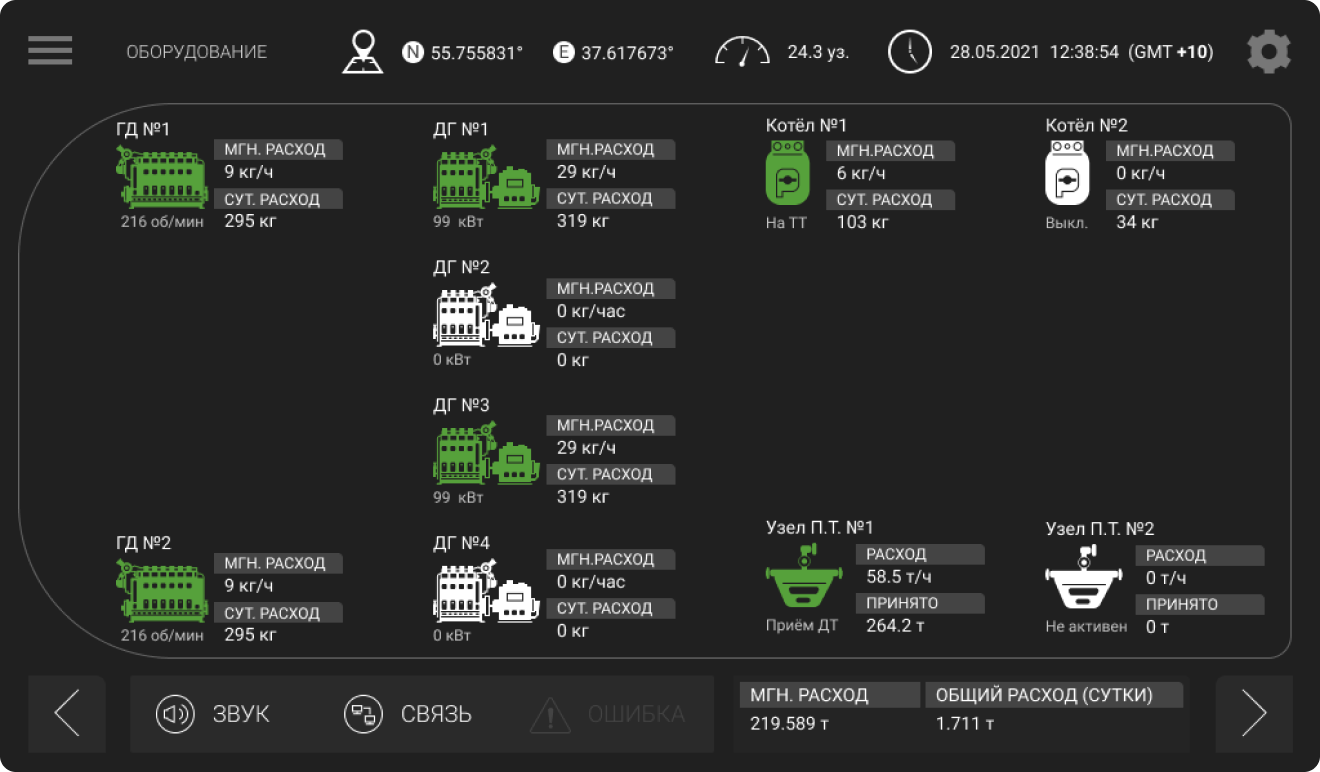 ОБОРУДОВАНИЕ
N 55.755831° E 37.617673°
24.3 уз.
28.05.2021 12:38:54 (GMT +10)
ГД №1
МГН. РАСХОД
9 кг/ч
СУТ. РАСХОД
216 об/мин 295 кг
ДГ №1
МГН.РАСХОД
29 кг/ч
СУТ. РАСХОД
99 кВт 319 кг
Котёл №1
МГН.РАСХОД
6 кг/ч
СУТ. РАСХОД
На ТТ 103 кг
Котёл №2
МГН.РАСХОД
0 кг/ч
СУТ. РАСХОД
Выкл. 34 кг
ДГ №2
МГН.РАСХОД
0 кг/час
СУТ. РАСХОД
0 кВт 0 кг
ДГ №3
МГН.РАСХОД
29 кг/ч
СУТ. РАСХОД
99 кВт 319 кг
ГД №2
МГН. РАСХОД
9 кг/ч
СУТ. РАСХОД
216 об/мин 295 кг
ДГ №4
МГН.РАСХОД
0 кг/час
СУТ. РАСХОД
0 кВт 0 кг
Узел П.Т. №1
РАСХОД
58.5 т/ч
ПРИНЯТО
Приём ДТ 264.2 т
Узел П.Т. №2
РАСХОД
0 т/ч
ПРИНЯТО
Не активен 0 т
ЗВУК
СВЯЗЬ
ОШИБКА
МГН. РАСХОД
219.589 т
ОБЩИЙ РАСХОД (СУТКИ)
1.711 т